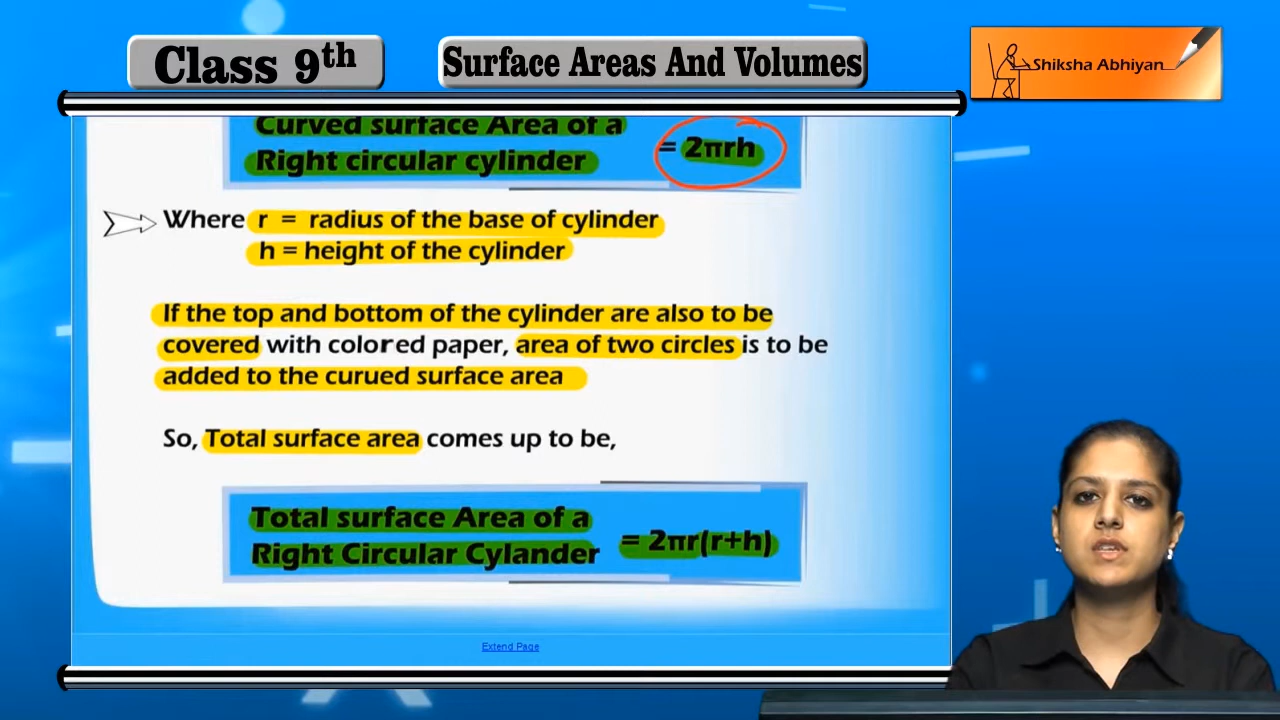 Class 9th
Surface Areas And Volumes
Shiksha Abhiyan
Curved surface Area of a
Right circular cylinder = 2πrh
Where r = radius of the base of cylinder
h = height of the cylinder
If the top and bottom of the cylinder are also to be
covered with colored paper, area of two circles is to be
added to the curued surface area
So, Total surface area comes up to be,
Total surface Area of a
Right Circular Cylander = 2πr(r+h)
Extend Page